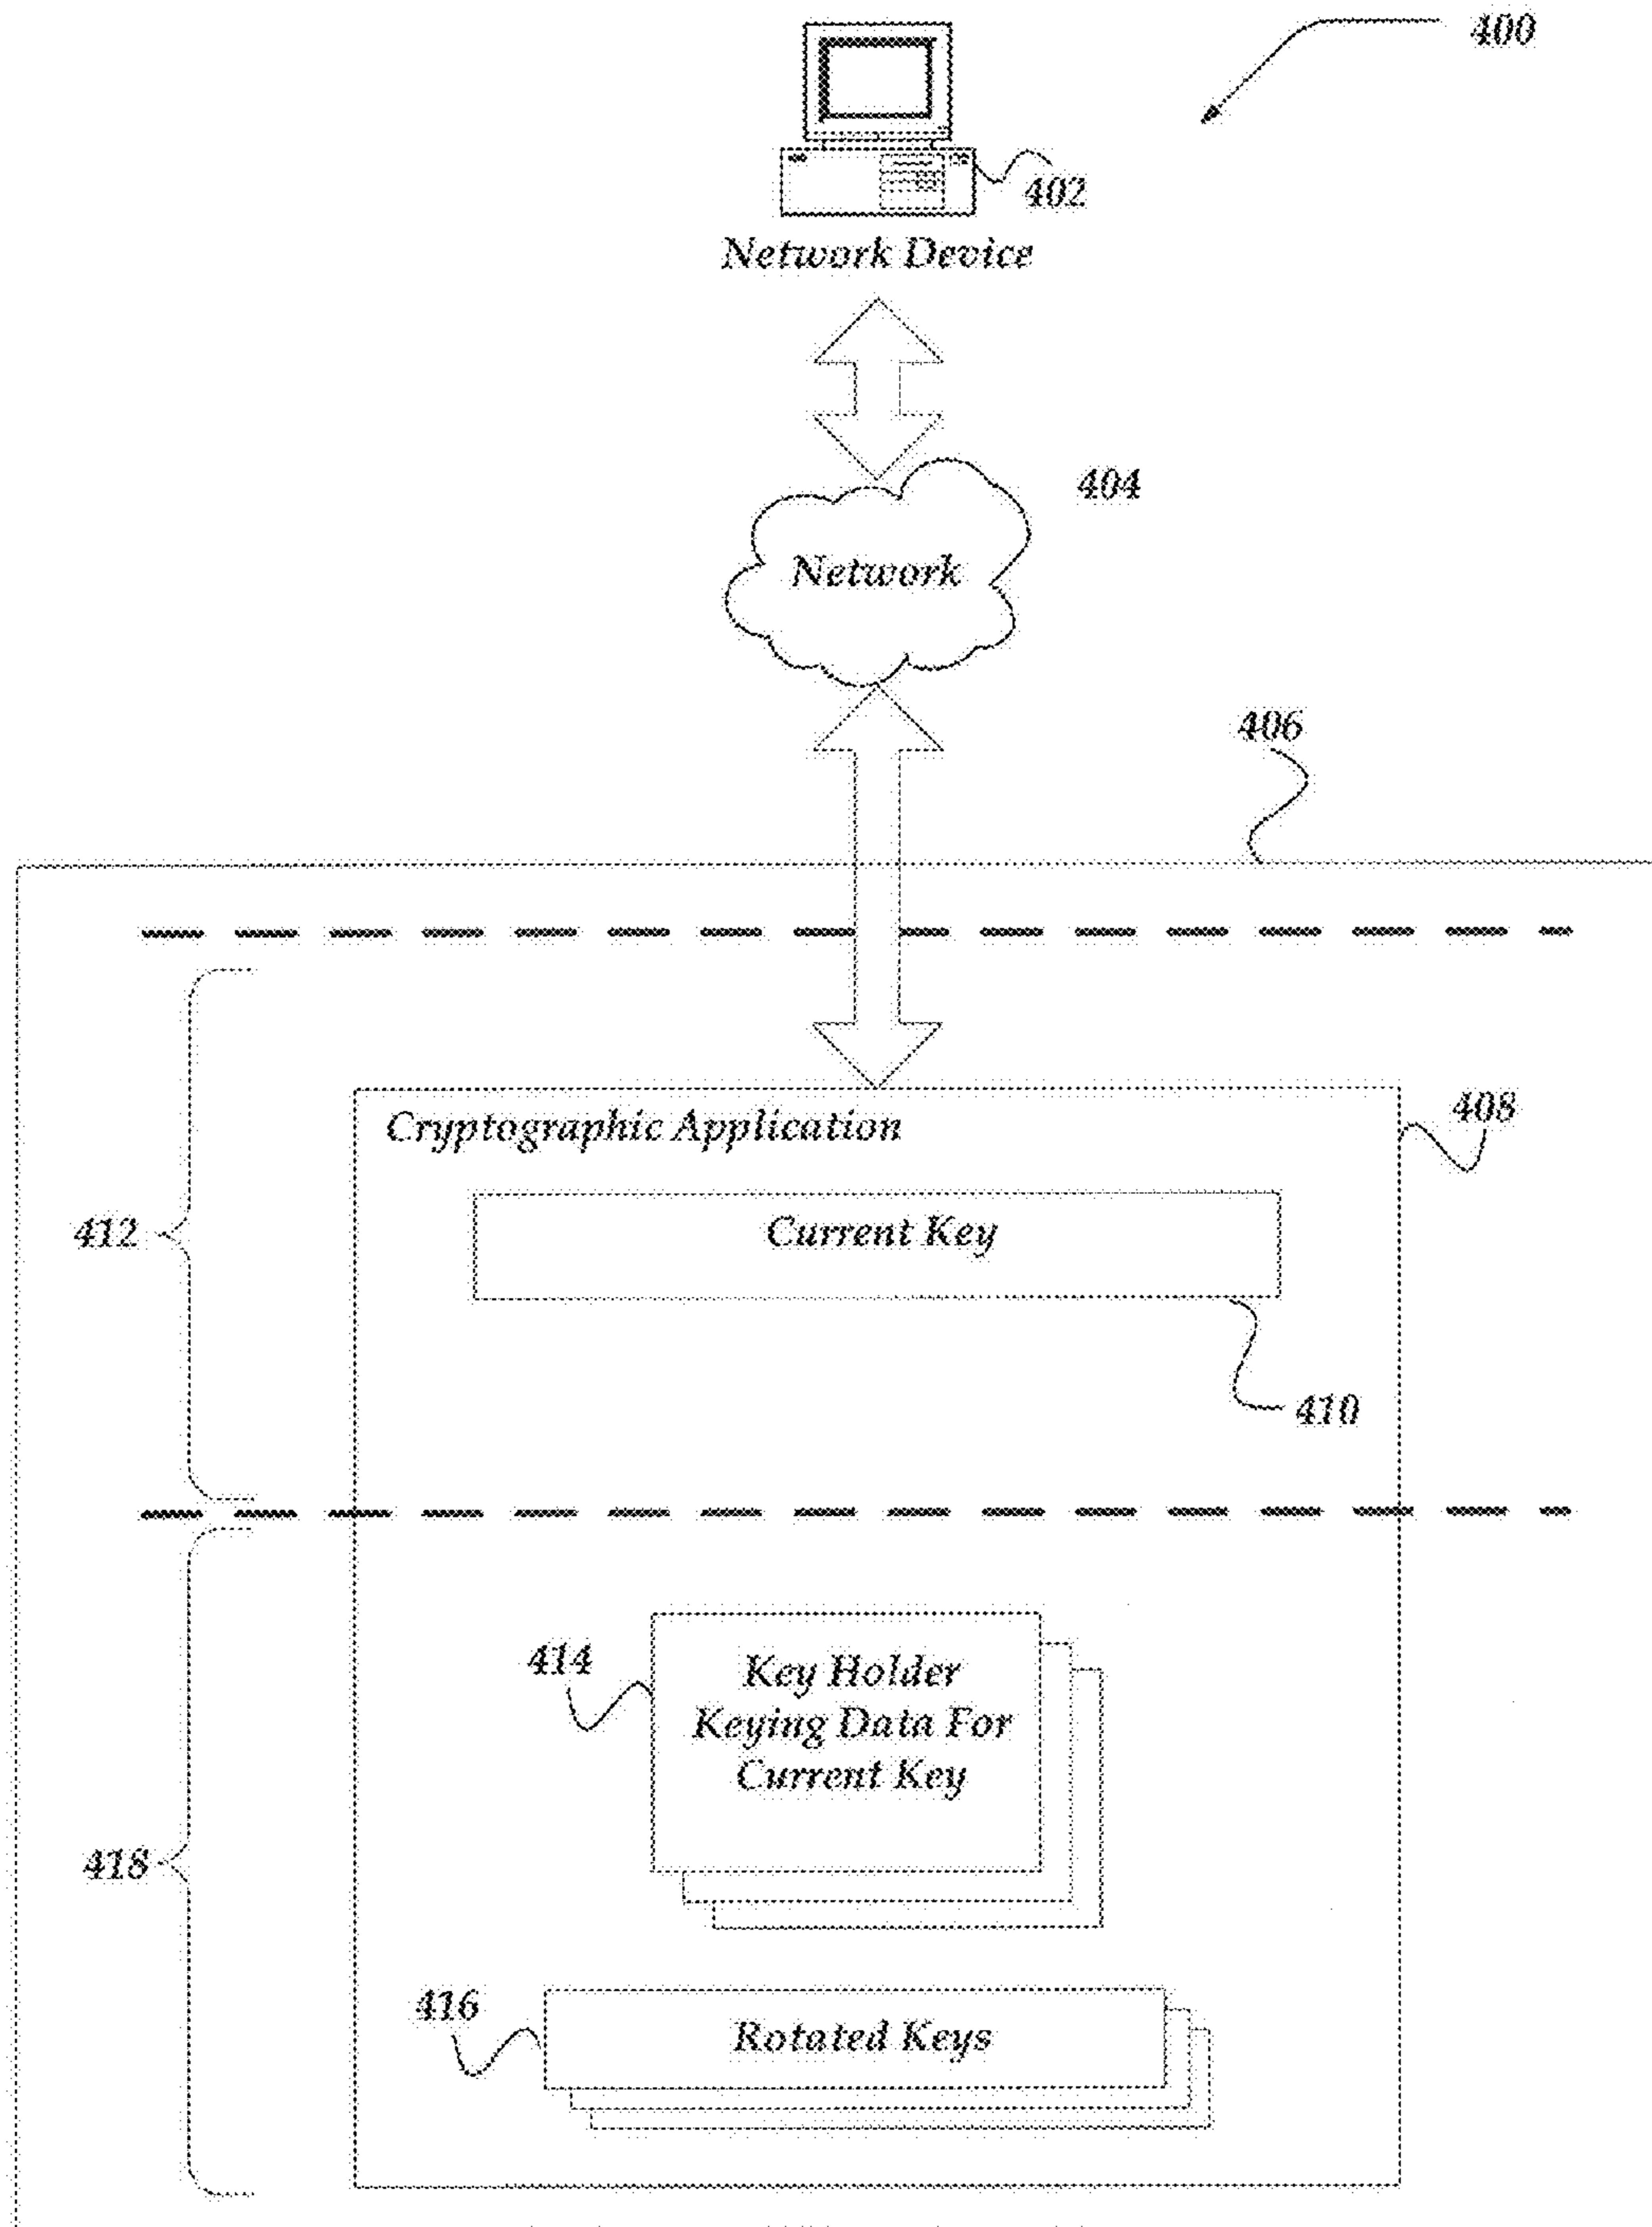 400
402
Network Device
404
Network
406
408
Cryptographic Application
Current Key
412
410
414
Key Holder
Keying Data For
Current Key
418
416
Rotated Keys